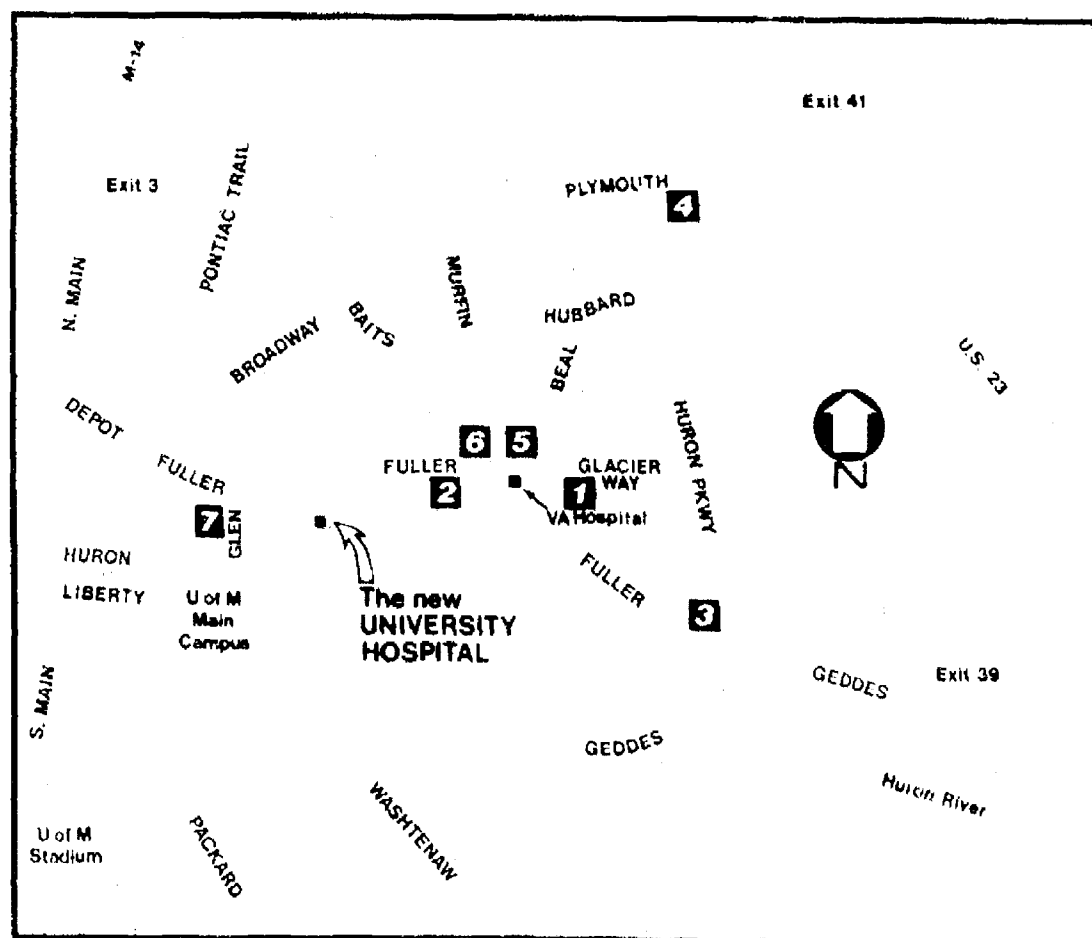 M-14
Exit 41
Exit 3
PONTIAC TRAIL
PLYMOUTH
4
N. MAIN
MURFIN
HUBBARD
BAITS
BROADWAY
BEAL
U.S. 23
DEPOT
HURON PKWY
N
6
5
FULLER
FULLER
2
GLACIER
WAY
1
VA Hospital
7
GLEN
HURON
LIBERTY
FULLER
U of M
Main
Campus
The new
UNIVERSITY
HOSPITAL
3
S. MAIN
GEDDES
Exit 39
GEDDES
Huron River
WASHTENAW
PACKARD
U of M
Stadium